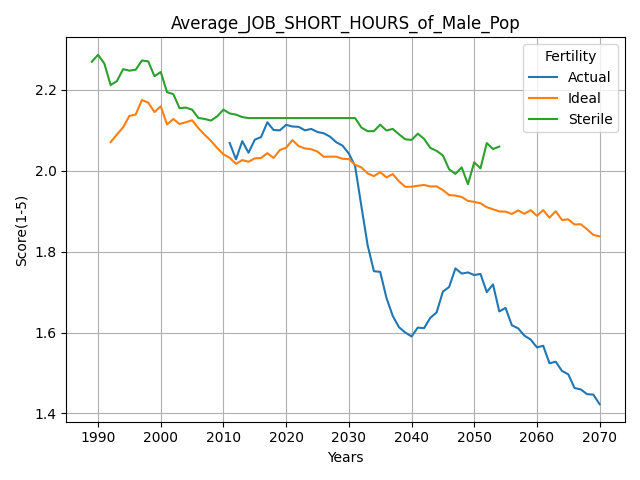 Average_JOB_SHORT_HOURS_of_Male_Pop
Fertility
Actual
Ideal
Sterile
Score(1-5)
2.2
2.0
1.8
1.6
1.4
1990 2000 2010 2020 2030 2040 2050 2060 2070
Years